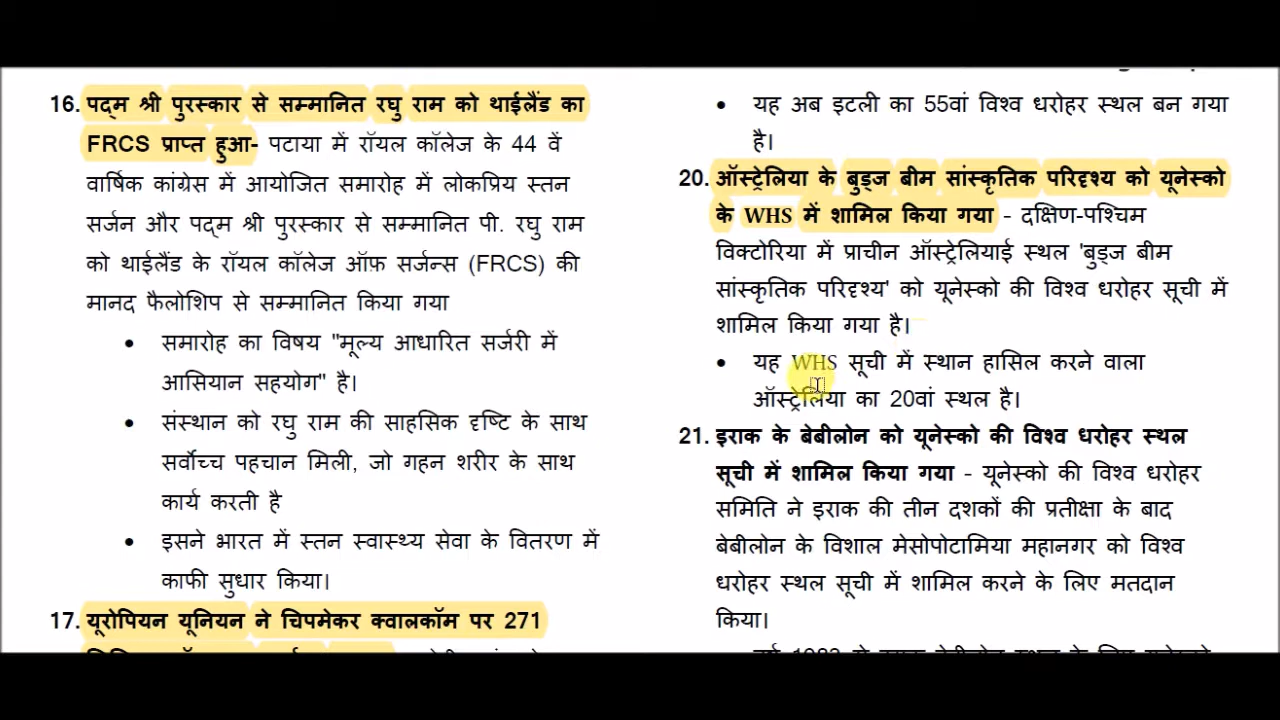 16. पद्म श्री पुरस्कार से सम्मानित रघु राम को थाईलैंड का
FRCS प्राप्त हुआ- पटाया में रॉयल कॉलेज के 44 वें
वार्षिक कांग्रेस में आयोजित समारोह में लोकप्रिय स्तन
सर्जन और पद्म श्री पुरस्कार से सम्मानित पी. रघु राम
को थाईलैंड के रॉयल कॉलेज ऑफ़ सर्जन्स (FRCS) की
मानद फैलोशिप से सम्मानित किया गया
• समारोह का विषय "मूल्य आधारित सर्जरी में
आसियान सहयोग" है।
• संस्थान को रघु राम की साहसिक दृष्टि के साथ
सर्वोच्च पहचान मिली, जो गहन शरीर के साथ
कार्य करती है
• इसने भारत में स्तन स्वास्थ्य सेवा के वितरण में
काफी सुधार किया।
17. यूरोपियन यूनियन ने चिपमेकर क्वालकॉम पर 271
• यह अब इटली का 55वां विश्व धरोहर स्थल बन गया
है।
20. ऑस्ट्रेलिया के बुड्ज बीम सांस्कृतिक परिदृश्य को यूनेस्को
के WHS में शामिल किया गया - दक्षिण-पश्चिम
विक्टोरिया में प्राचीन ऑस्ट्रेलियाई स्थल 'बुड्ज बीम
सांस्कृतिक परिदृश्य' को यूनेस्को की विश्व धरोहर सूची में
शामिल किया गया है।
• यह WHS सूची में स्थान हासिल करने वाला
ऑस्ट्रेलिया का 20वां स्थल है।
21. इराक के बेबीलोन को यूनेस्को की विश्व धरोहर स्थल
सूची में शामिल किया गया - यूनेस्को की विश्व धरोहर
समिति ने इराक की तीन दशकों की प्रतीक्षा के बाद
बेबीलोन के विशाल मेसोपोटामिया महानगर को विश्व
धरोहर स्थल सूची में शामिल करने के लिए मतदान
किया।